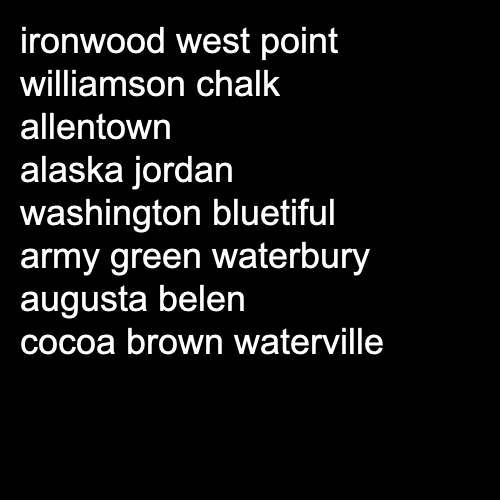 ironwood west point
williamson chalk
allentown
alaska jordan
washington bluetiful
army green waterbury
augusta belen
cocoa brown waterville